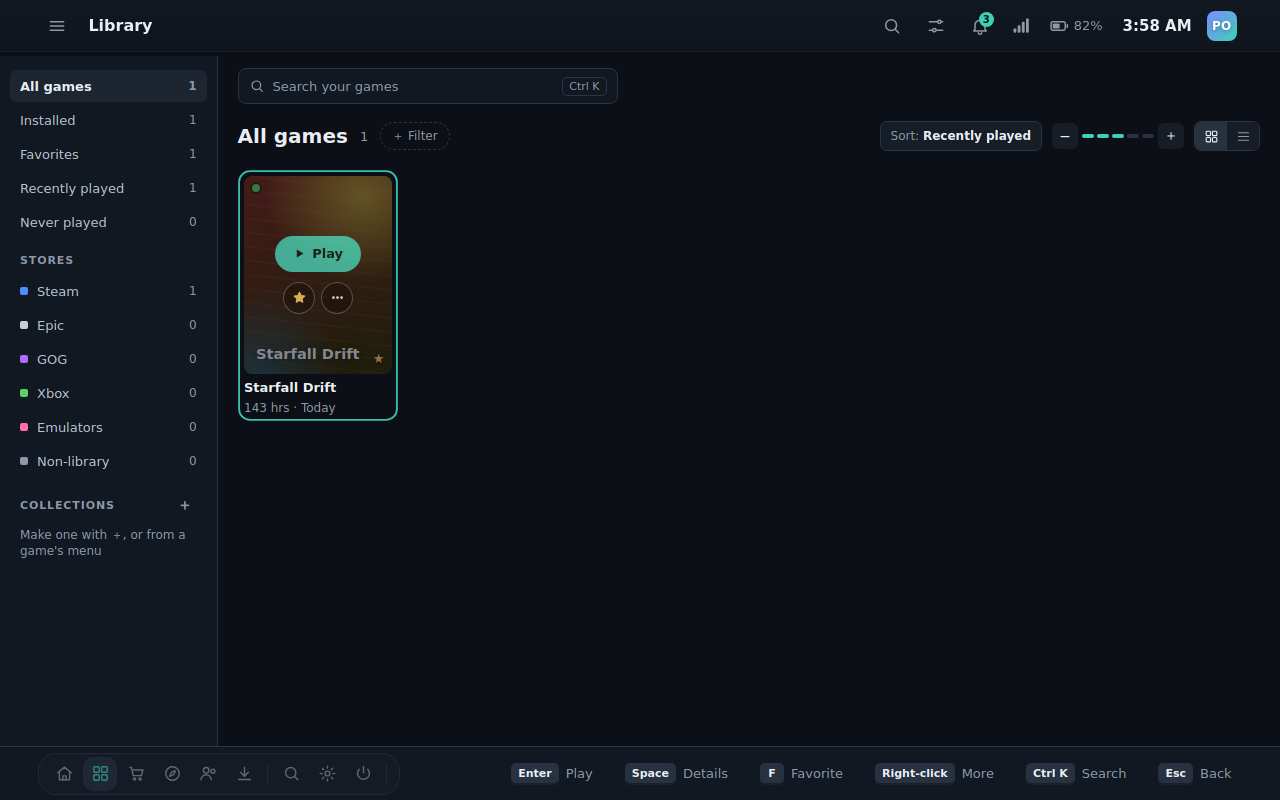 Library
3
82%
3:58 AM
PO
All games 1
Installed 1
Favorites 1
Recently played 1
Never played 0
STORES
Steam 1
Epic 0
GOG 0
Xbox 0
Emulators 0
Non-library 0
COLLECTIONS +
Make one with +, or from a
game's menu
Search your games Ctrl K
All games 1 + Filter
Sort: Recently played
Play
Starfall Drift
Starfall Drift
143 hrs · Today
Enter Play Space Details F Favorite Right-click More Ctrl K Search Esc Back